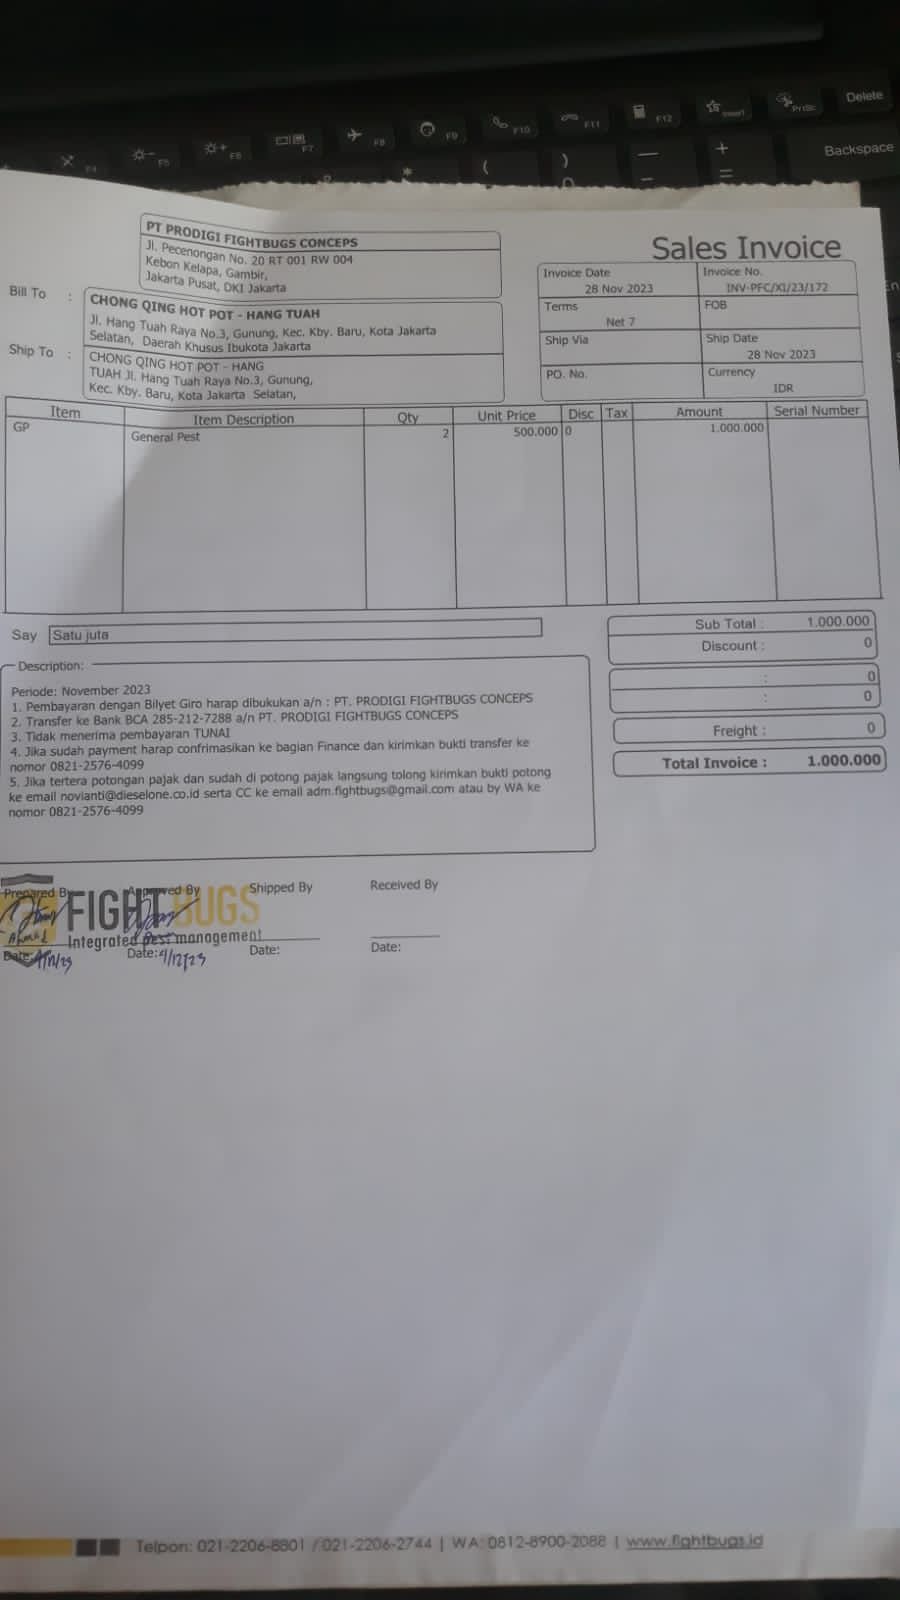 F4 F5 F6 F7 F8 F9 F10 F11 F12 Insert PrtSc Delete
* ( ) — - + = Backspace
PT PRODIGI FIGHTBUGS CONCEPS
Jl. Pecenongan No. 20 RT 001 RW 004
Kebon Kelapa, Gambir,
Jakarta Pusat, DKI Jakarta
Sales Invoice
Invoice Date
28 Nov 2023
Invoice No.
INV-PFC/XI/23/172
Terms
Net 7
FOB
Ship Via
Ship Date
28 Nov 2023
PO. No.
Currency
IDR
Bill To :
CHONG QING HOT POT - HANG TUAH
Jl. Hang Tuah Raya No.3, Gunung, Kec. Kby. Baru, Kota Jakarta
Selatan, Daerah Khusus Ibukota Jakarta
Ship To :
CHONG QING HOT POT - HANG
TUAH Jl. Hang Tuah Raya No.3, Gunung,
Kec. Kby. Baru, Kota Jakarta Selatan,
Item Item Description Qty Unit Price Disc Tax Amount Serial Number
GP General Pest 2 500.000 0 1.000.000
Say Satu juta
Sub Total : 1.000.000
Discount : 0
: 0
: 0
Freight : 0
Total Invoice : 1.000.000
Description:
Periode: November 2023
1. Pembayaran dengan Bilyet Giro harap dibukukan a/n : PT. PRODIGI FIGHTBUGS CONCEPS
2. Transfer ke Bank BCA 285-212-7288 a/n PT. PRODIGI FIGHTBUGS CONCEPS
3. Tidak menerima pembayaran TUNAI
4. Jika sudah payment harap confrimasikan ke bagian Finance dan kirimkan bukti transfer ke
nomor 0821-2576-4099
5. Jika tertera potongan pajak dan sudah di potong pajak langsung tolong kirimkan bukti potong
ke email novianti@dieselone.co.id serta CC ke email adm.fightbugs@gmail.com atau by WA ke
nomor 0821-2576-4099
Prepared By Approved By Shipped By Received By
FIGHTBUGS
Ahmad
Integrated pest management
Date: Date: 4/12/23 Date: Date:
Telpon: 021-2206-8801 / 021-2206-2744 | WA: 0812-8900-2088 | www.fightbugs.id